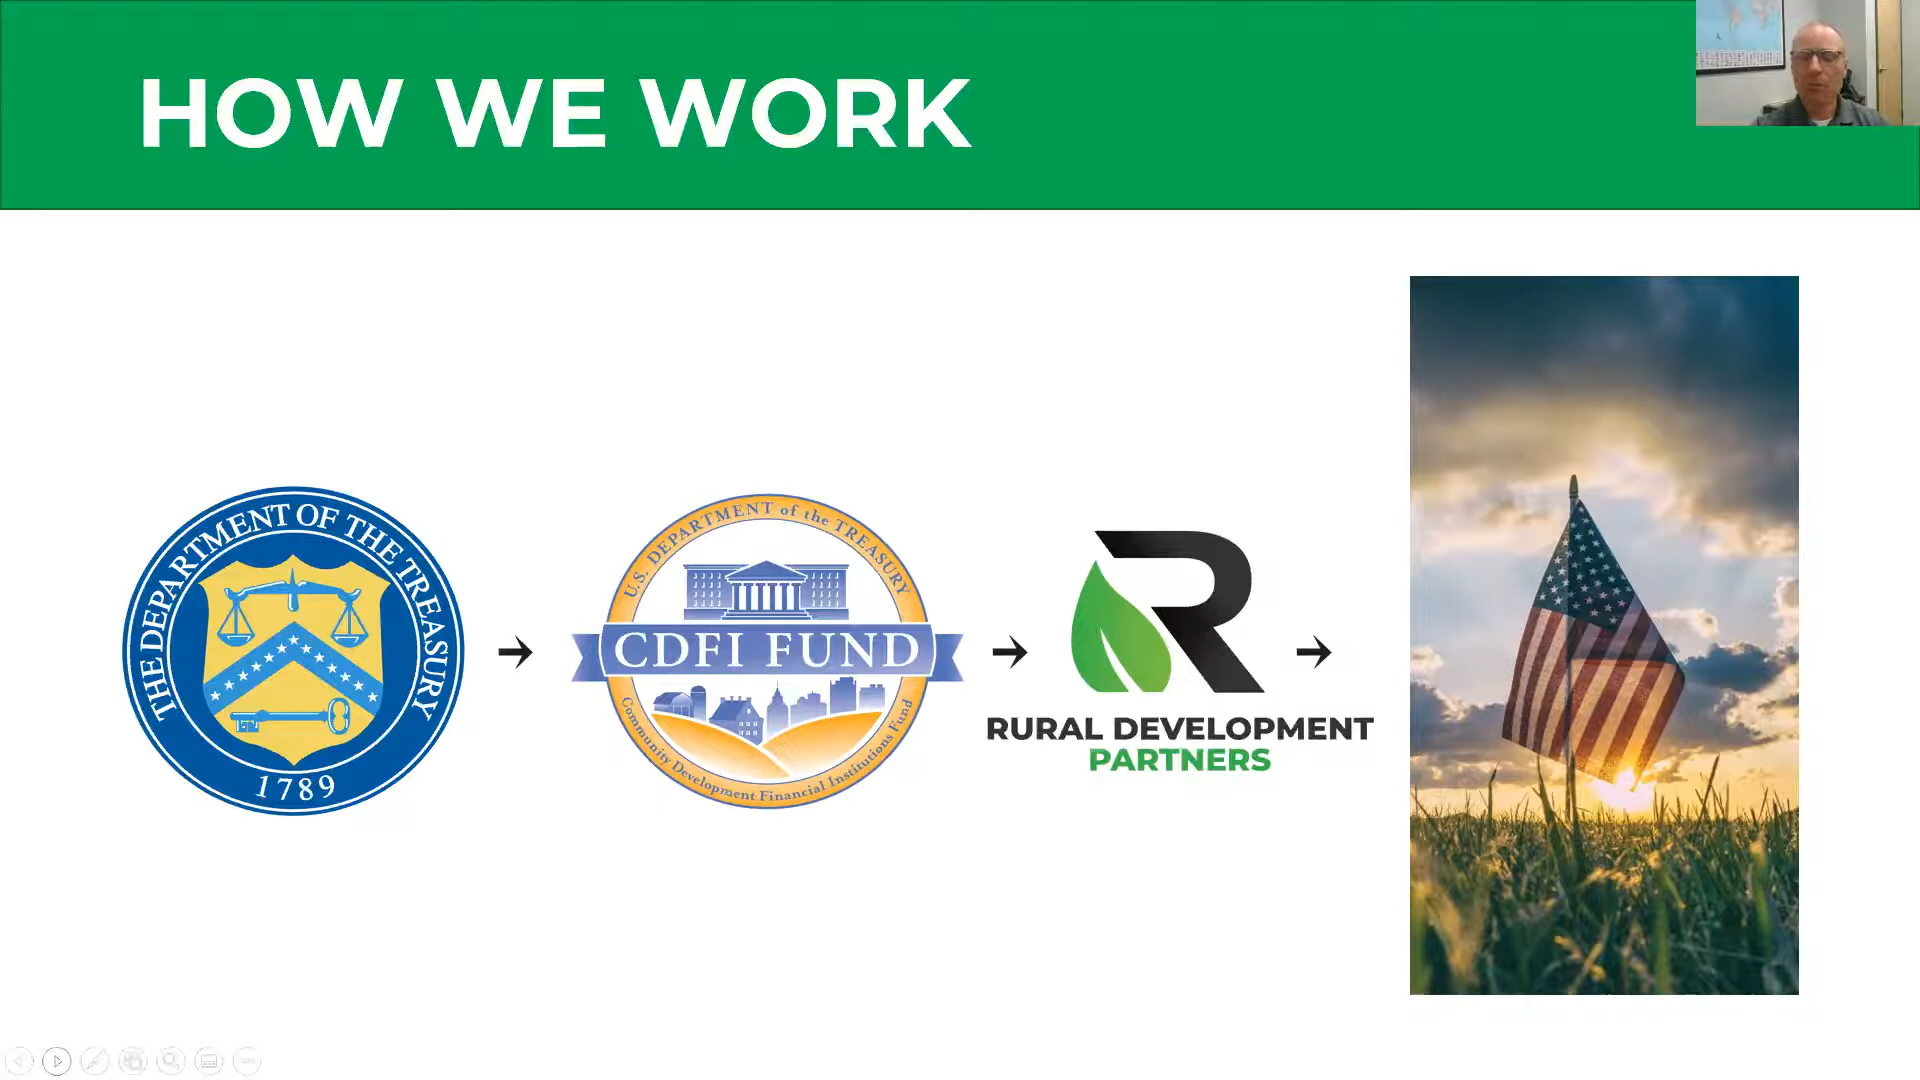 HOW WE WORK
THE DEPARTMENT OF THE TREASURY
1789
U.S. DEPARTMENT of the TREASURY
CDFI FUND
Community Development Financial Institutions Fund
RURAL DEVELOPMENT
PARTNERS